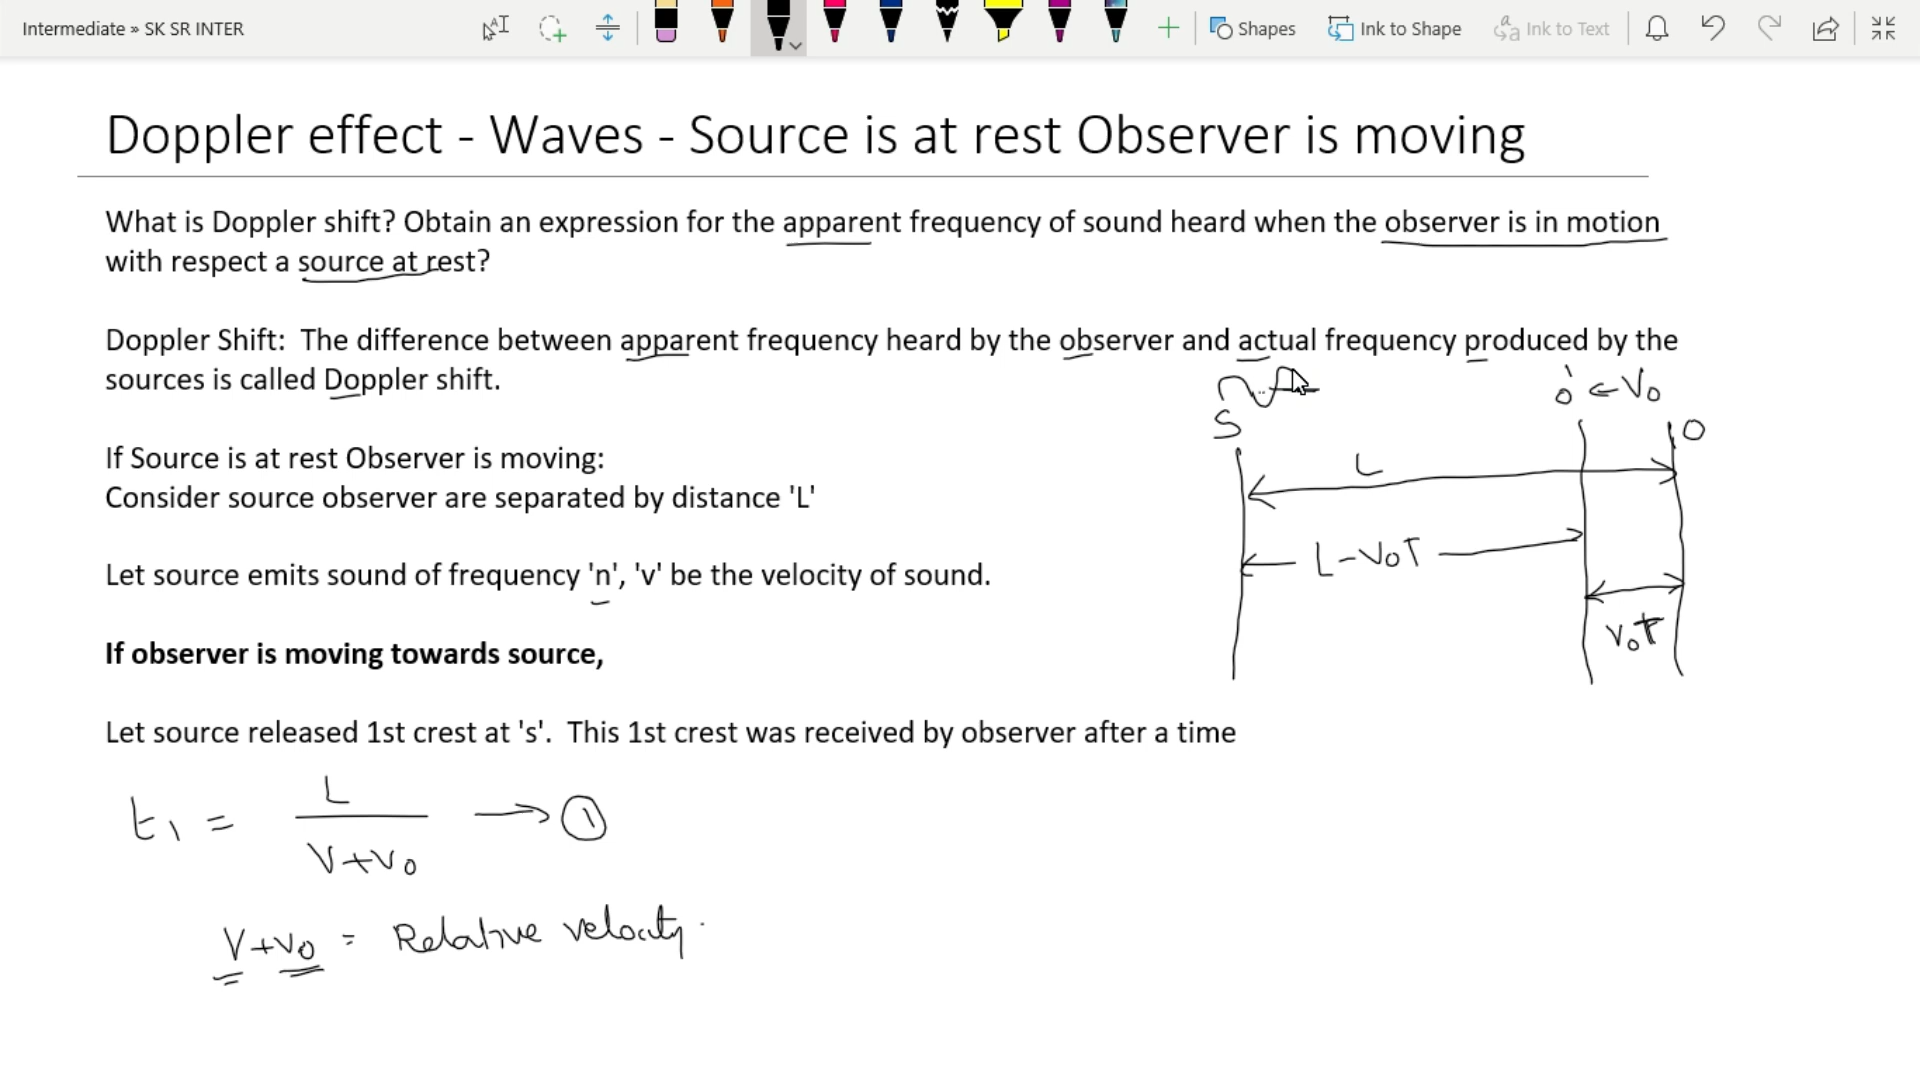 Intermediate » SK SR INTER
Shapes
Ink to Shape
Ink to Text
Doppler effect - Waves - Source is at rest Observer is moving
What is Doppler shift? Obtain an expression for the apparent frequency of sound heard when the observer is in motion
with respect a source at rest?
Doppler Shift:  The difference between apparent frequency heard by the observer and actual frequency produced by the
sources is called Doppler shift.
If Source is at rest Observer is moving:
Consider source observer are separated by distance 'L'
Let source emits sound of frequency 'n', 'v' be the velocity of sound.
If observer is moving towards source,
Let source released 1st crest at 's'.  This 1st crest was received by observer after a time
t₁ = L / V+V₀ → ①
V+V₀ = Relative velocity.
S
O' ← V₀
O
L
L-V₀T
V₀T